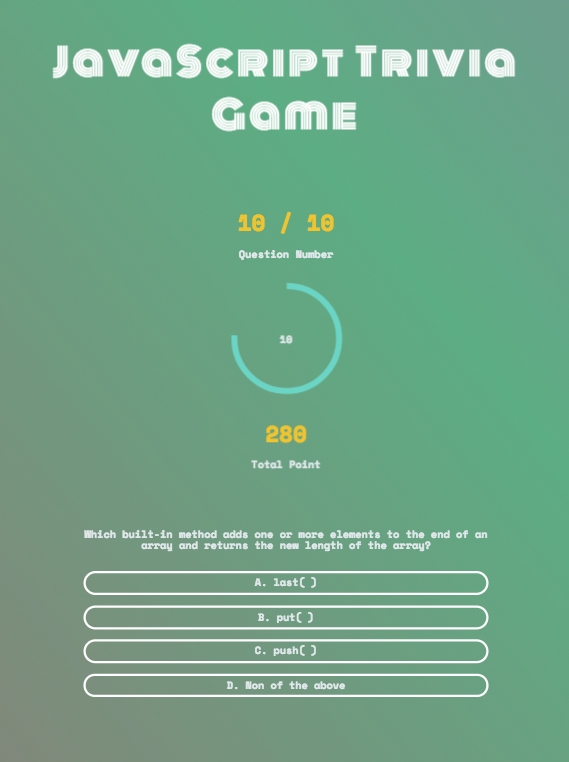 JavaScript Trivia
Game
10 / 10
Question Number
10
280
Total Point
Which built-in method adds one or more elements to the end of an
array and returns the new length of the array?
A. last( )
B. put( )
C. push( )
D. Non of the above